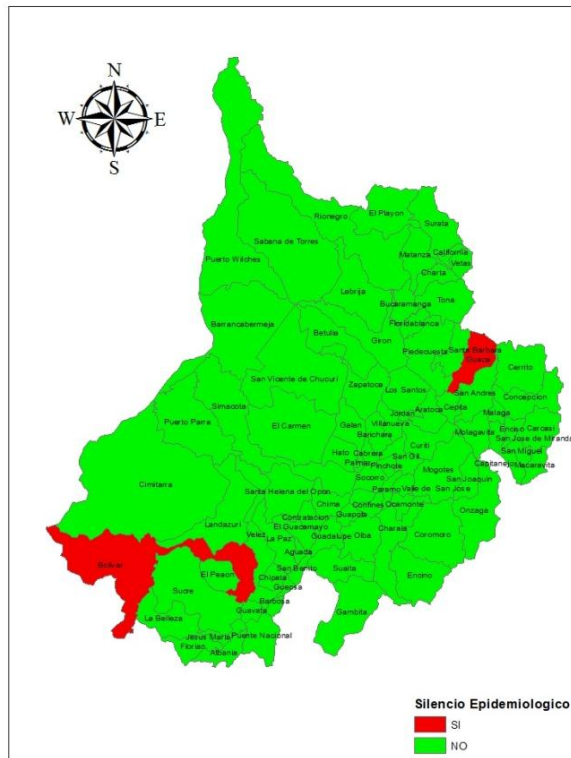 N
W E
S
Rionegro
El Playon
Surata
Sabana de Torres
Matanza
California
Vetas
Puerto Wilches
Charta
Lebrija
Bucaramanga
Tona
Barrancabermeja
Floridablanca
Betulia
Giron
Piedecuesta
Santa Barbara
Guaca
Cerrito
San Vicente de Chucuri
Zapatoca
Los Santos
San Andres
Concepcion
Simacota
Jordan
Aratoca
Cepita
Malaga
Puerto Parra
El Carmen
Galan
Villanueva
Enciso
Carcasi
Curiti
Molagavita
San Jose de Miranda
Hato
Cabrera
San Gil
San Miguel
Palmar
Pinchote
Mogotes
Capitanejo
Macaravita
Socorro
San Joaquin
Cimitarra
Santa Helena del Opon
Paramo
Valle de San Jose
Chima
Confines
Ocamonte
Onzaga
Landazuri
Contratacion
Guapota
El Guacamayo
Charala
Velez
La Paz
Guadalupe
Oiba
Coromoro
Aguada
Bolivar
San Benito
Suaita
El Peñon
Chipata
Encino
Sucre
Guepsa
Barbosa
Guavata
Gambita
La Belleza
Jesus Maria
Puente Nacional
Florian
Albania
Silencio Epidemiologico
SI
NO